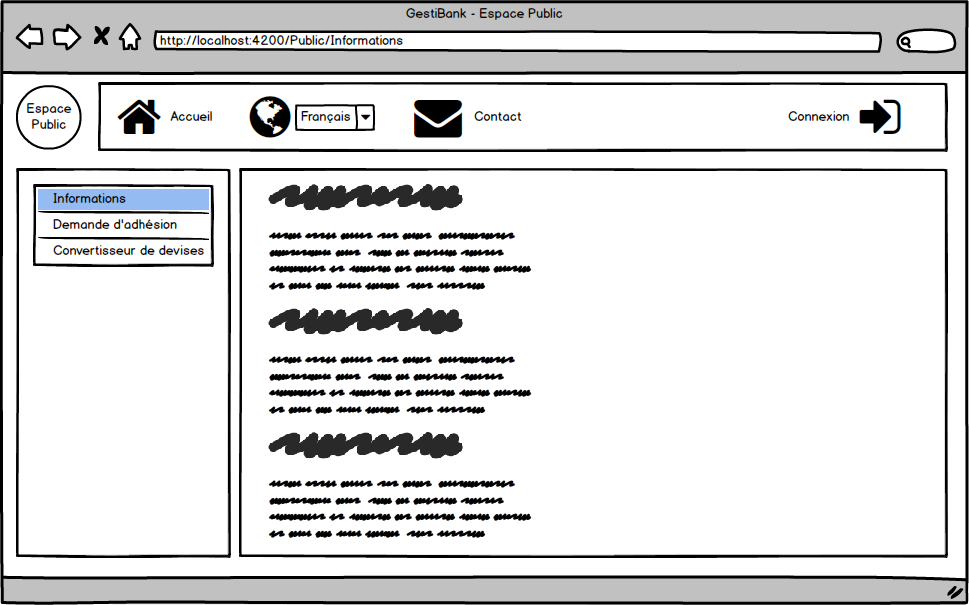 GestiBank - Espace Public
http://localhost:4200/Public/Informations
Espace
Public
Accueil
Français
Contact
Connexion
Informations
Demande d'adhésion
Convertisseur de devises